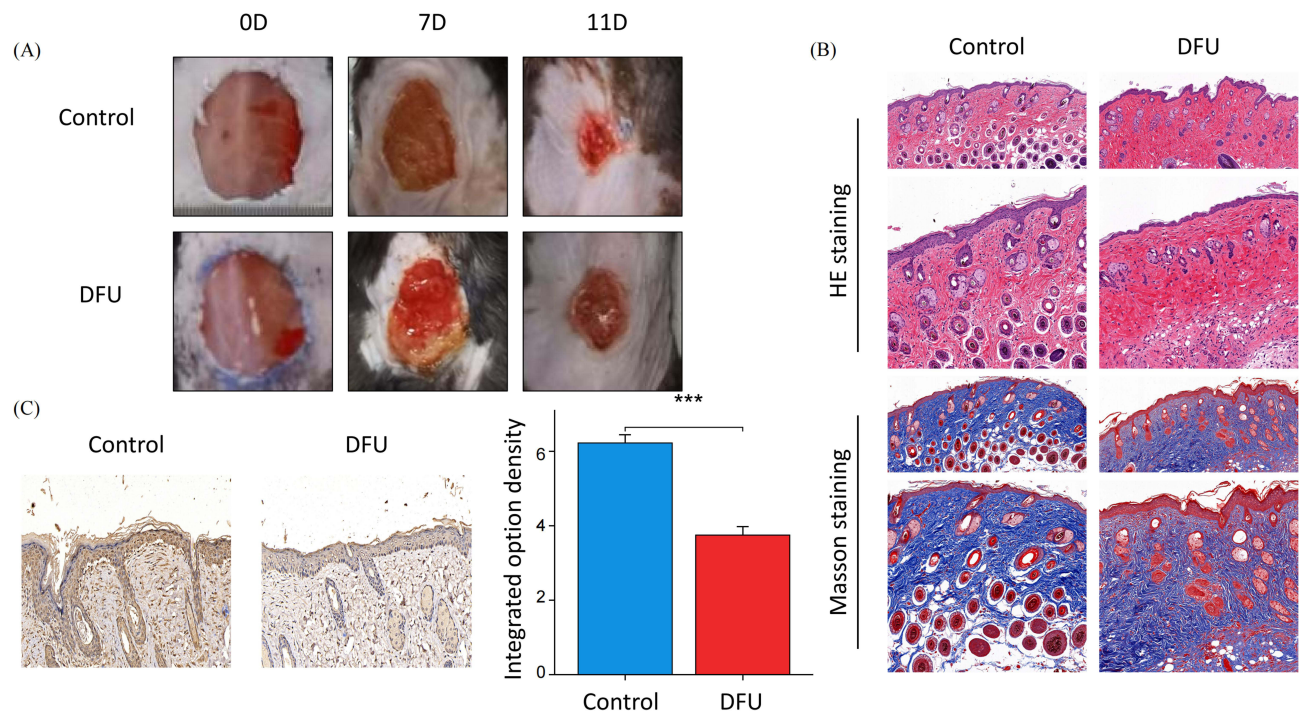 0D 7D 11D
(A)
Control
DFU
(B)
Control DFU
HE staining
Masson staining
(C)
Control DFU
***
Integrated option density
6
4
6
0
Control DFU